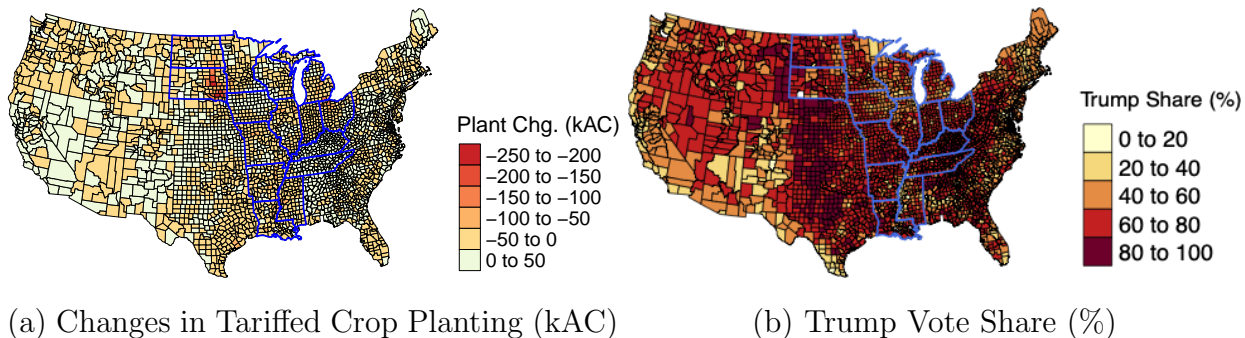 Plant Chg. (kAC)
−250 to −200
−200 to −150
−150 to −100
−100 to −50
−50 to 0
0 to 50
Trump Share (%)
0 to 20
20 to 40
40 to 60
60 to 80
80 to 100
(a) Changes in Tariffed Crop Planting (kAC)
(b) Trump Vote Share (%)